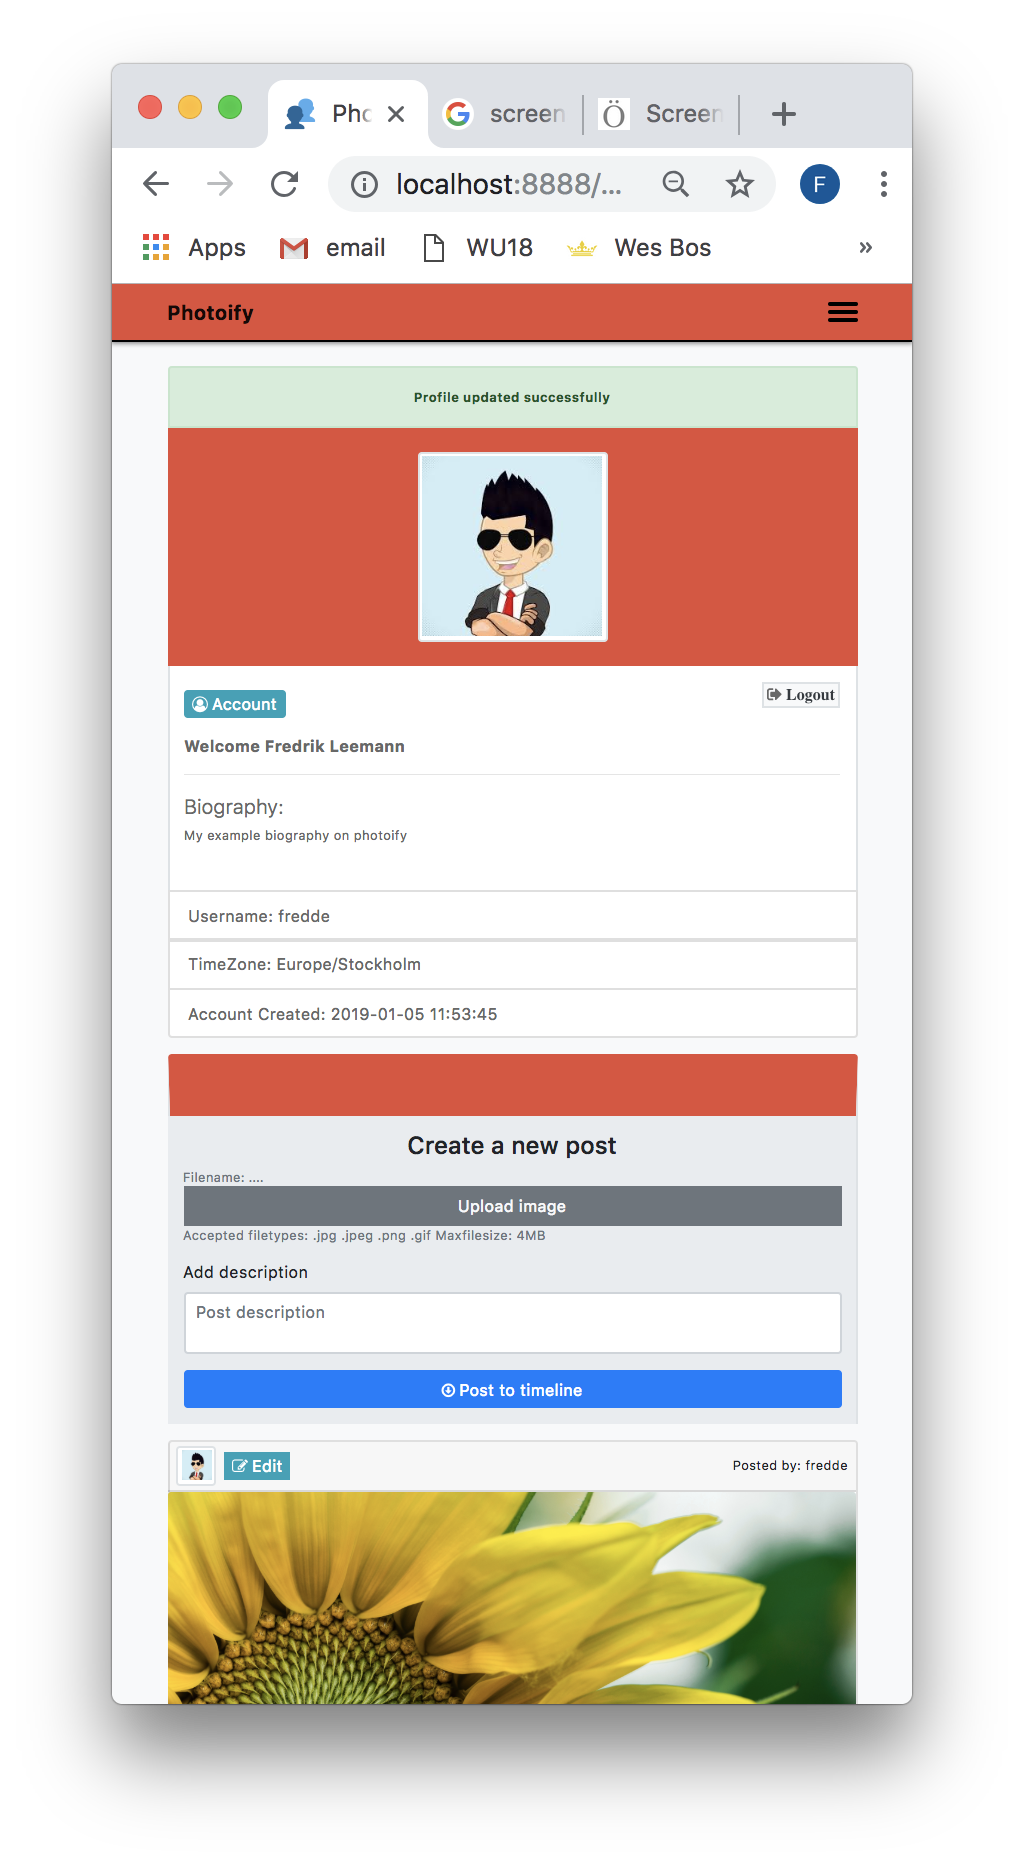 Pho screen Screen
localhost:8888/...
F
Apps email WU18 Wes Bos »
Photoify
Profile updated successfully
Account
Logout
Welcome Fredrik Leemann
Biography:
My example biography on photoify
Username: fredde
TimeZone: Europe/Stockholm
Account Created: 2019-01-05 11:53:45
Create a new post
Filename: ....
Upload image
Accepted filetypes: .jpg .jpeg .png .gif Maxfilesize: 4MB
Add description
Post description
Post to timeline
Edit
Posted by: fredde